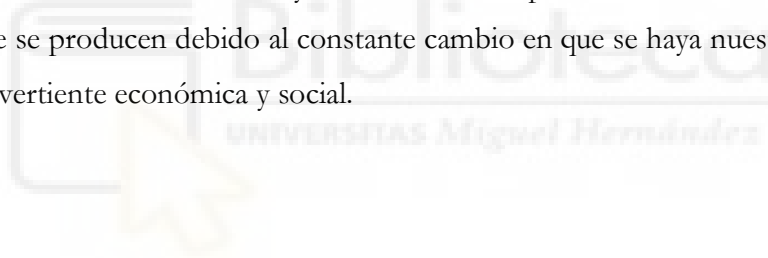 e se producen debido al constante cambio en que se haya nues
vertiente económica y social.
Biblioteca
UNIVERSITAS Miguel Hernández